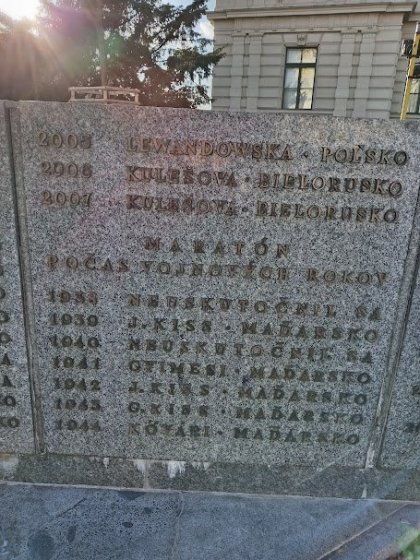 2005 LEWANDOWSKA · POĽSKO
2006 KULEŠOVA · BIELORUSKO
2007 KULEŠOVA · BIELORUSKO
MARATÓN
POČAS VOJNOVÝCH ROKOV
1938 NEUSKUTOČNIL SA
1939 J. KISS · MAĎARSKO
1940 NEUSKUTOČNIL SA
1941 GYIMESI · MAĎARSKO
1942 J. KISS · MAĎARSKO
1943 G. KISS · MAĎARSKO
1944 KÖVÁRI · MAĎARSKO